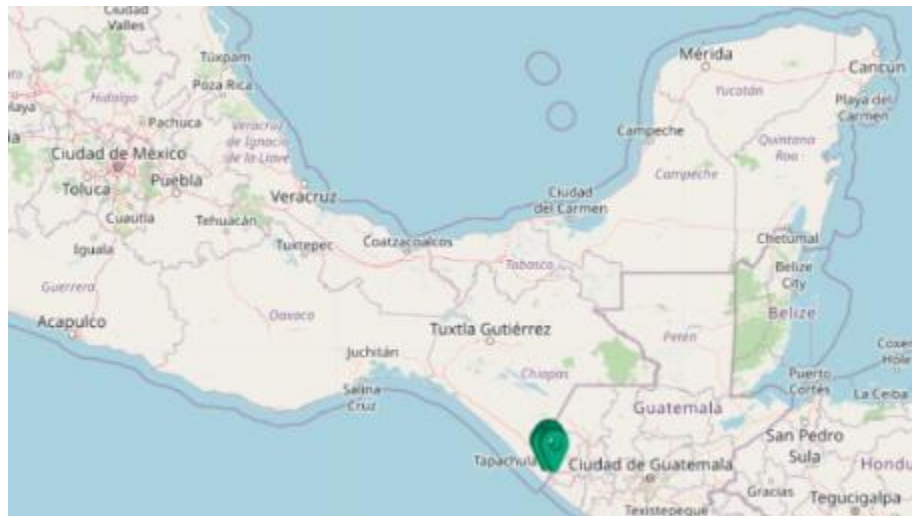 Ciudad
Valles
Túxpam
Poza Rica
Hidalgo
Pachuca
Veracruz
de Ignacio
de la Llave
Ciudad de México
Toluca
Puebla
Cuautla
Tehuacán
Veracruz
Iguala
Tuxtepec
Coatzacoalcos
Guerrero
Acapulco
Oaxaca
Juchitán
Salina
Cruz
Mérida
Cancún
Yucatán
Playa del
Carmen
Campeche
Quintana
Roo
Campeche
Ciudad
del Carmen
Chetumal
Tabasco
Belize
City
Belize
Tuxtla Gutiérrez
Petén
Chiapas
Puerto
Cortés
La Ceiba
Guatemala
San Pedro
Sula
Tapachula
Ciudad de Guatemala
Gracias
Tegucigalpa
Texistepeque